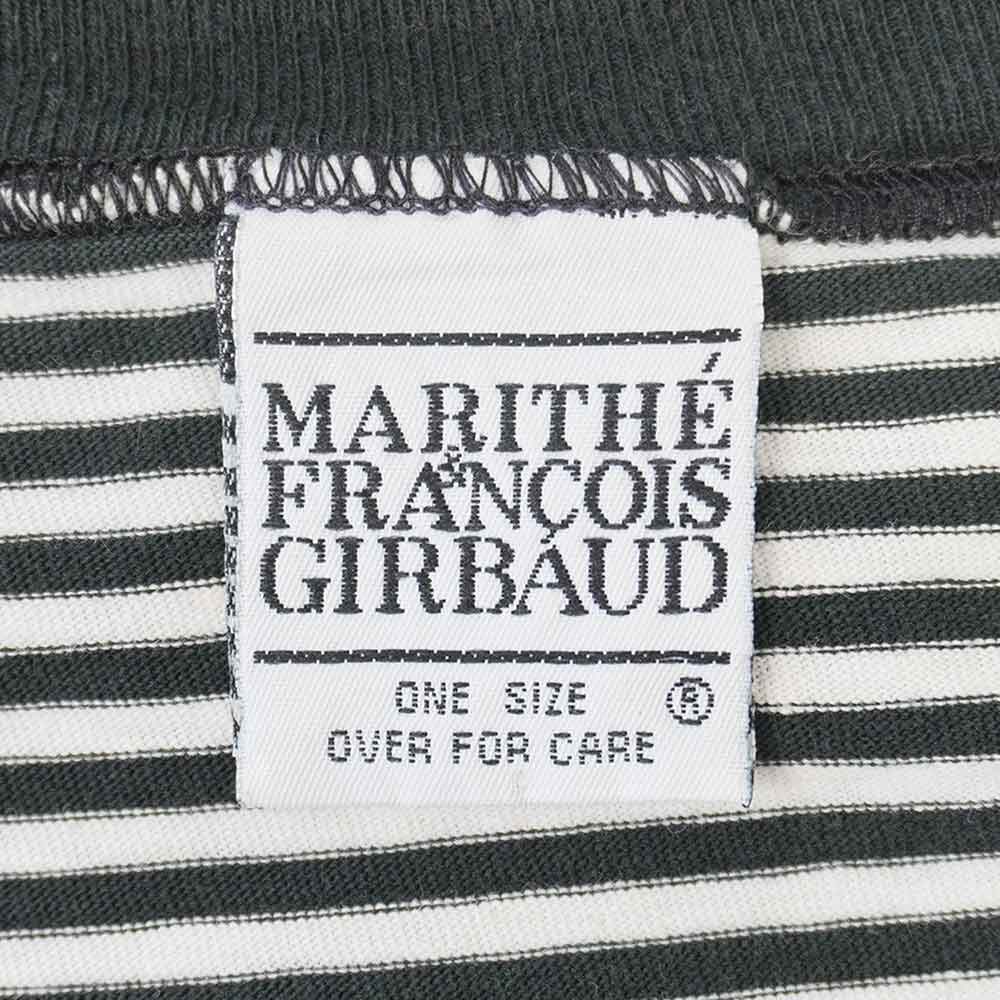 MARITHÉ
&
FRANÇOIS
GIRBAUD
ONE SIZE ®
OVER FOR CARE